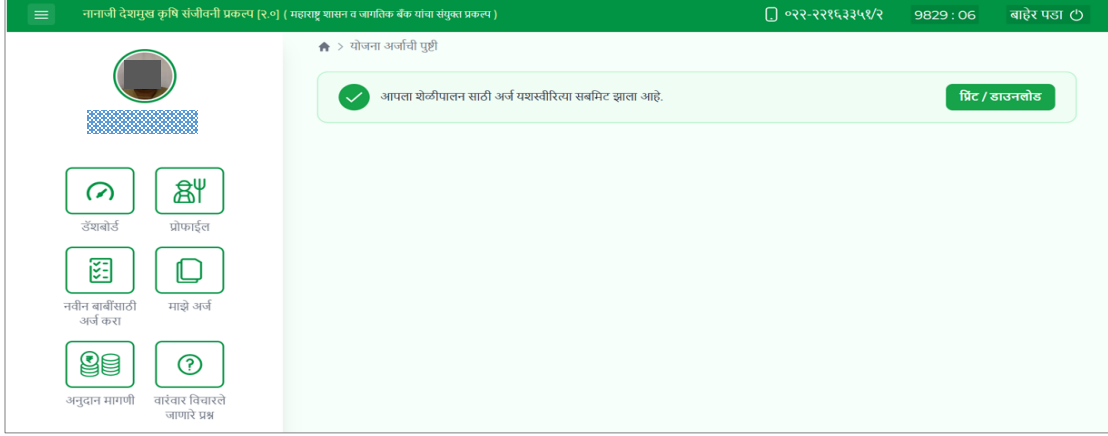 नानाजी देशमुख कृषि संजीवनी प्रकल्प [२.०] ( महाराष्ट्र शासन व जागतिक बँक यांचा संयुक्त प्रकल्प )
०२२-२२१६३३५१/२
9829 : 06
बाहेर पडा
> योजना अर्जाची पुष्टी
आपला शेळीपालन साठी अर्ज यशस्वीरित्या सबमिट झाला आहे.
प्रिंट / डाउनलोड
डॅशबोर्ड
प्रोफाईल
नवीन बाबींसाठी
अर्ज करा
माझे अर्ज
अनुदान मागणी
वारंवार विचारले
जाणारे प्रश्न